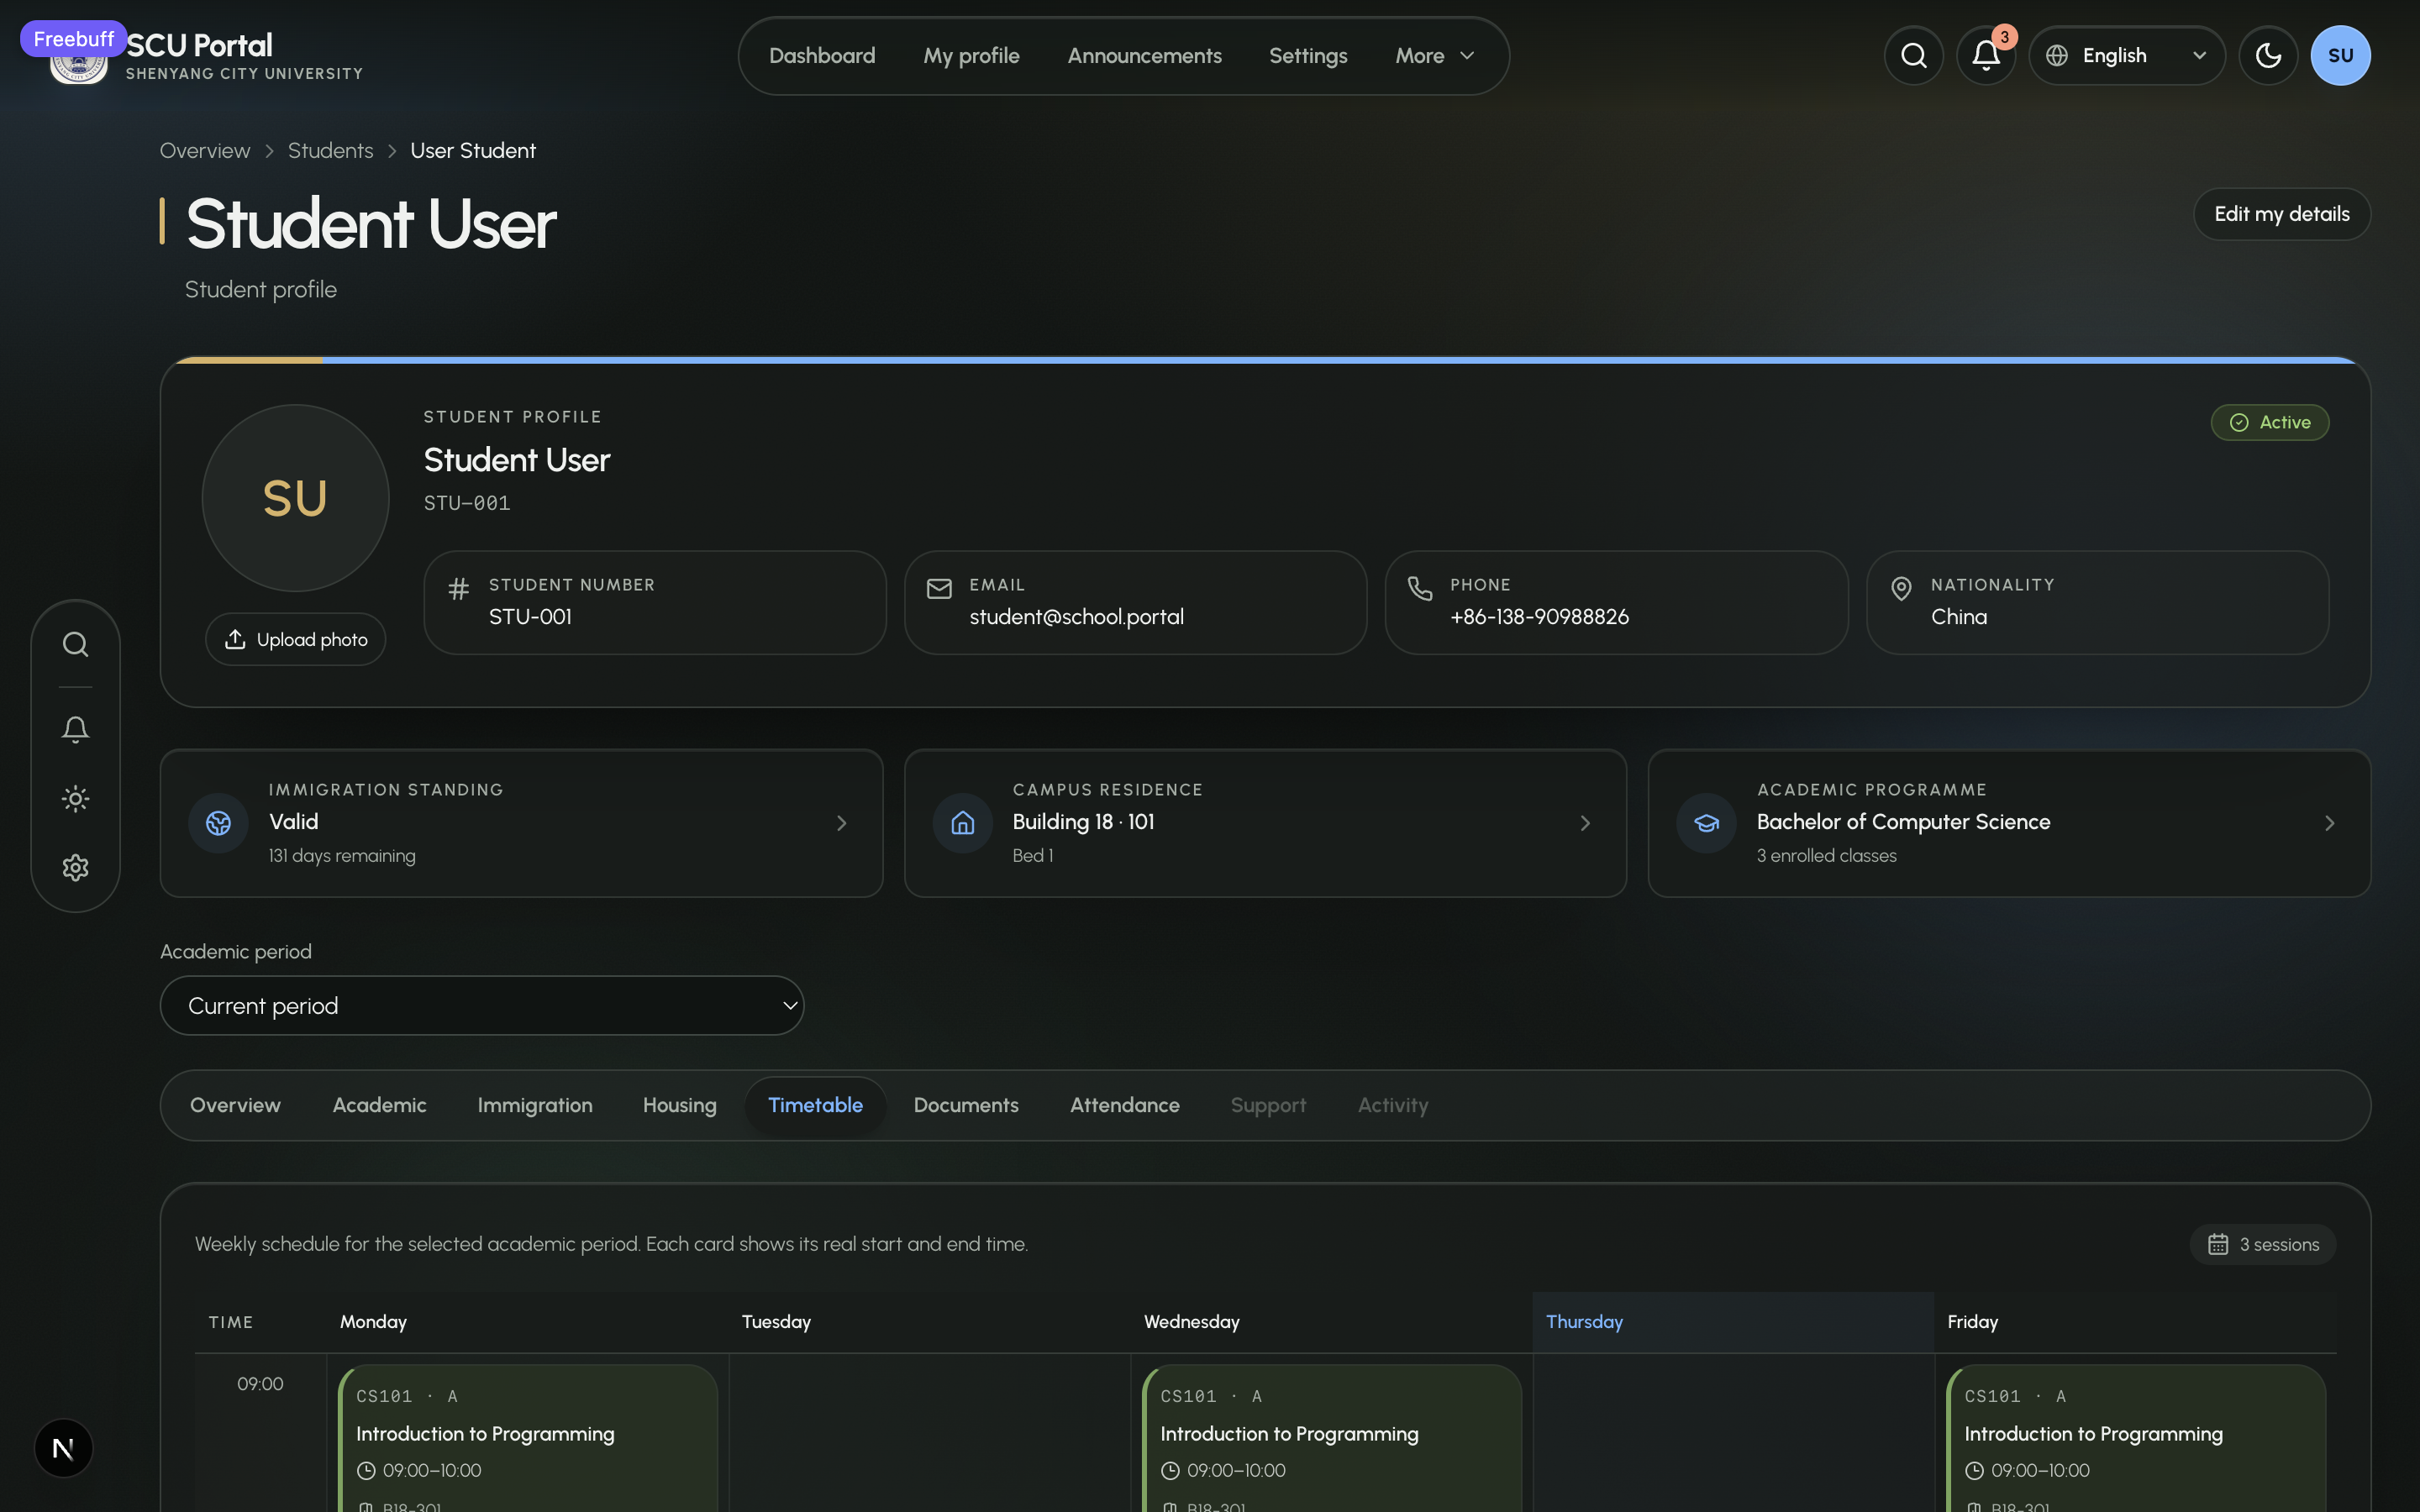 Freebuff
SCU Portal
SHENYANG CITY UNIVERSITY
Dashboard
My profile
Announcements
Settings
More
3
English
SU
Overview > Students > User Student
Student User
Edit my details
Student profile
SU
Upload photo
STUDENT PROFILE
Student User
STU-001
Active
STUDENT NUMBER
STU-001
EMAIL
student@school.portal
PHONE
+86-138-90988826
NATIONALITY
China
IMMIGRATION STANDING
Valid
131 days remaining
CAMPUS RESIDENCE
Building 18 · 101
Bed 1
ACADEMIC PROGRAMME
Bachelor of Computer Science
3 enrolled classes
Academic period
Current period
Overview
Academic
Immigration
Housing
Timetable
Documents
Attendance
Support
Activity
Weekly schedule for the selected academic period. Each card shows its real start and end time.
3 sessions
TIME
Monday
Tuesday
Wednesday
Thursday
Friday
09:00
CS101 · A
Introduction to Programming
09:00–10:00
B18-301
CS101 · A
Introduction to Programming
09:00–10:00
B18-301
CS101 · A
Introduction to Programming
09:00–10:00
B18-301
N